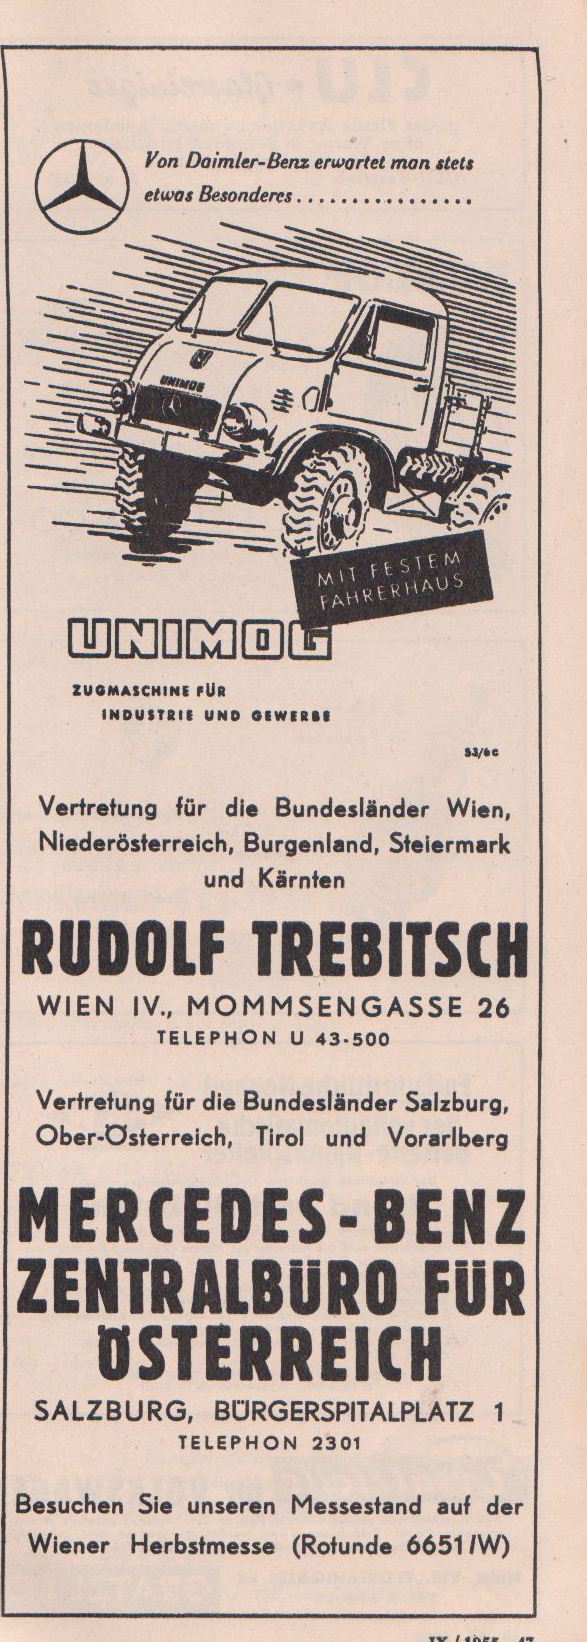 Von Daimler-Benz erwartet man stets
etwas Besonderes................
UNIMOG
MIT FESTEM
FAHRERHAUS
UNIMOG
ZUGMASCHINE FÜR
INDUSTRIE UND GEWERBE
S3/6c
Vertretung für die Bundesländer Wien,
Niederösterreich, Burgenland, Steiermark
und Kärnten
RUDOLF TREBITSCH
WIEN IV., MOMMSENGASSE 26
TELEPHON U 43-500
Vertretung für die Bundesländer Salzburg,
Ober-Österreich, Tirol und Vorarlberg
MERCEDES-BENZ
ZENTRALBÜRO FÜR
ÖSTERREICH
SALZBURG, BÜRGERSPITALPLATZ 1
TELEPHON 2301
Besuchen Sie unseren Messestand auf der
Wiener Herbstmesse (Rotunde 6651/W)
IX / 1955 47